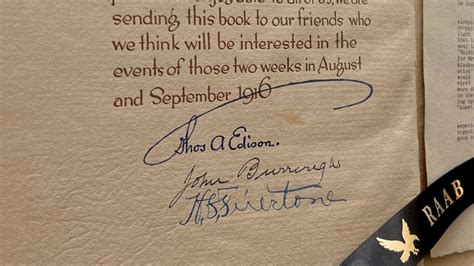 sending this book to our friends who
we think will be interested in the
events of those two weeks in August
and September 1916
Thos A Edison.
John Burroughs
H.S. Firestone
RAAB